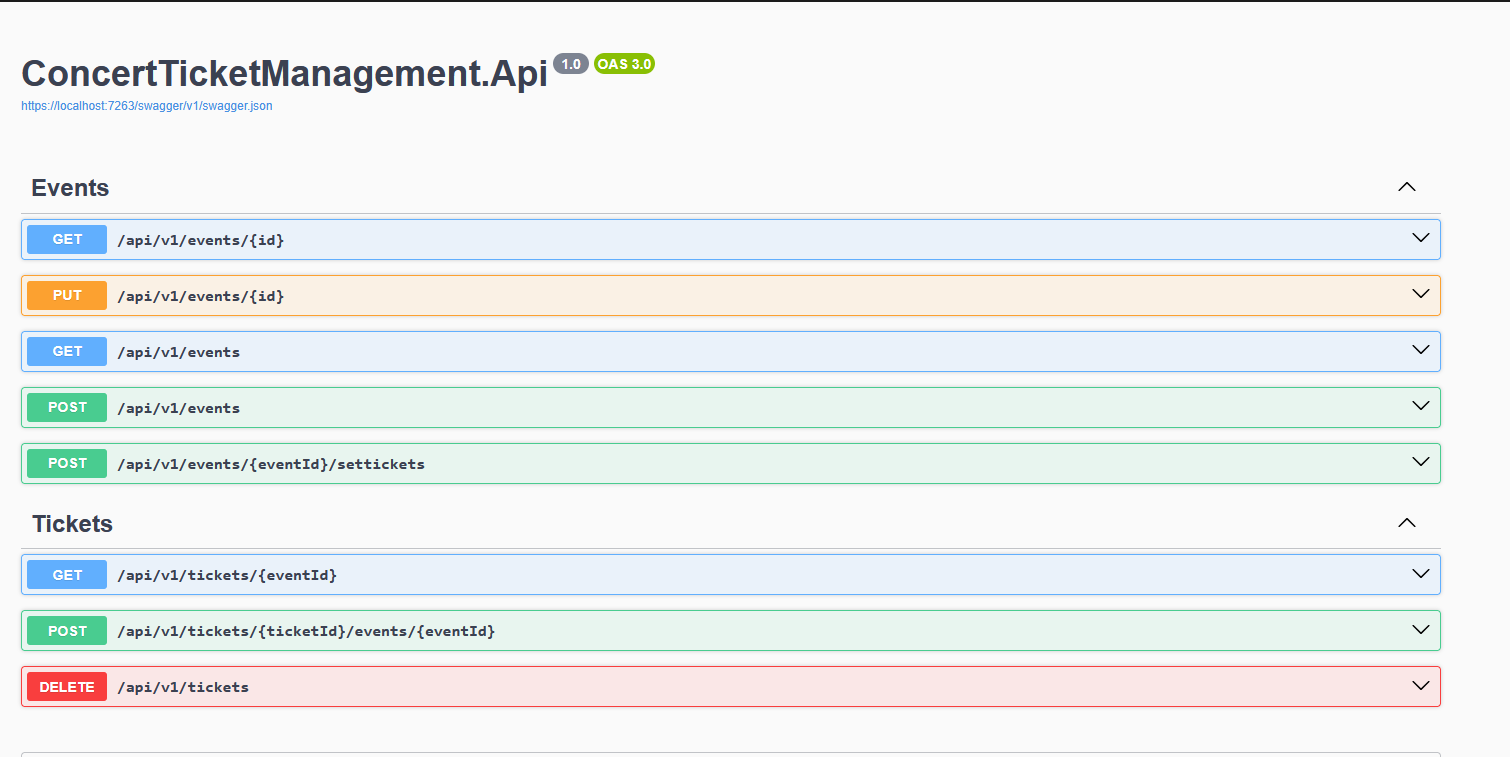 ConcertTicketManagement.Api 1.0 OAS 3.0
https://localhost:7263/swagger/v1/swagger.json
Events
GET /api/v1/events/{id}
PUT /api/v1/events/{id}
GET /api/v1/events
POST /api/v1/events
POST /api/v1/events/{eventId}/settickets
Tickets
GET /api/v1/tickets/{eventId}
POST /api/v1/tickets/{ticketId}/events/{eventId}
DELETE /api/v1/tickets